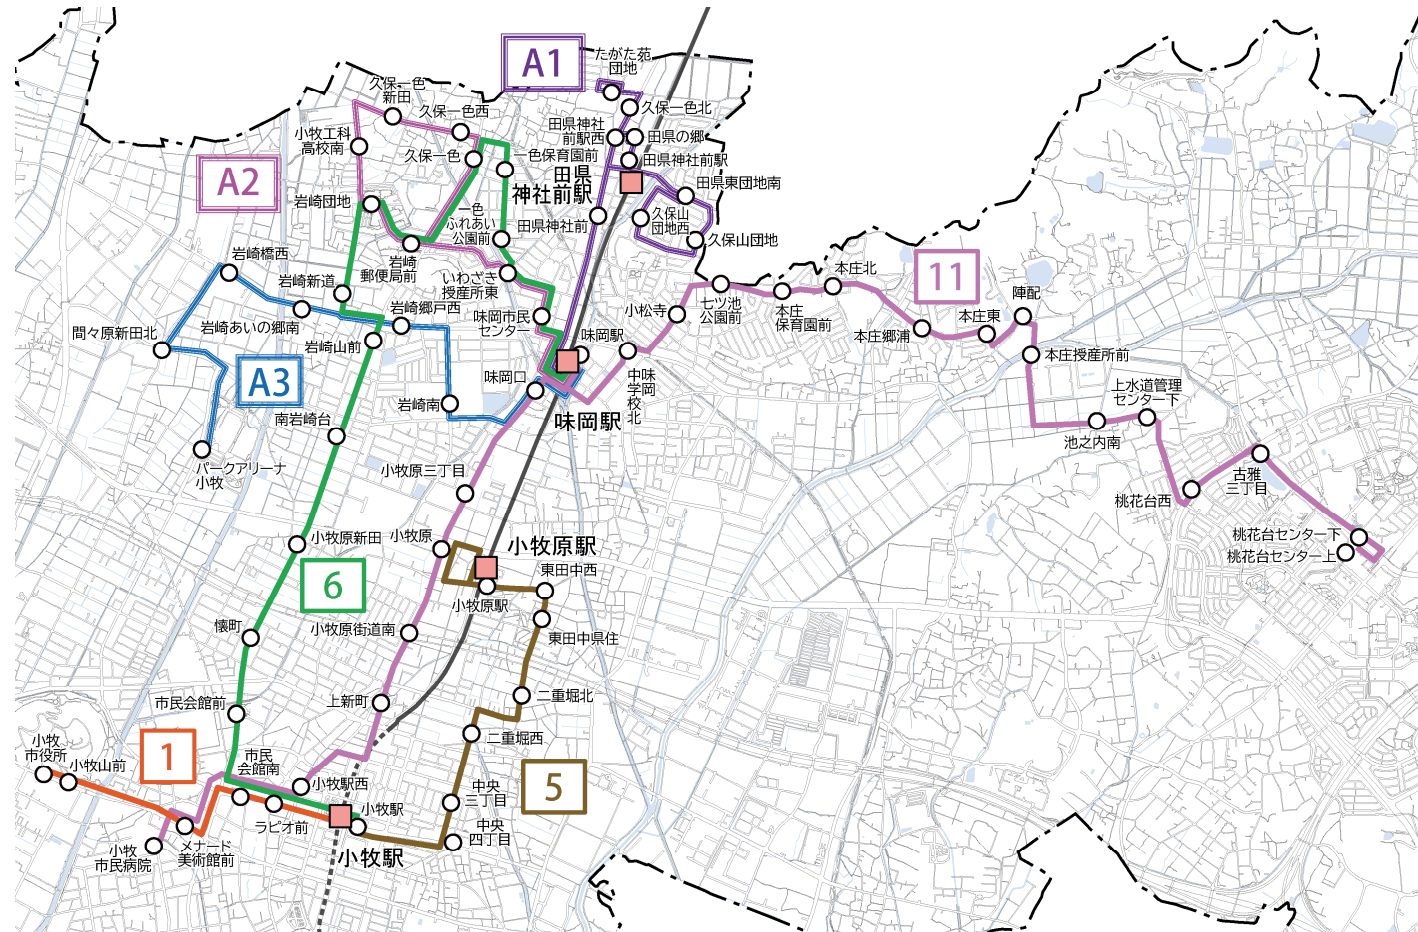 A1
たがた苑
団地
久保一色
新田
久保一色西
久保一色北
田県神社
前駅西
田県の郷
小牧工科
高校南
久保一色
一色保育園前
田県神社前駅
A2
田県
神社前駅
田県東団地南
岩崎団地
一色
ふれあい
公園前
田県神社前
久保山
団地西
久保山団地
岩崎橋西
岩崎
郵便局前
岩崎新道
いわざき
授産所東
本庄北
11
陣配
岩崎郷戸西
小松寺
七ツ池
公園前
本庄
保育園前
本庄東
間々原新田北
岩崎あいの郷南
味岡市民
センター
味岡駅
本庄郷浦
岩崎山前
本庄授産所前
A3
味岡口
味岡
中学校北
上水道管理
センター下
岩崎南
南岩崎台
味岡駅
池之内南
パークアリーナ
小牧
小牧原三丁目
古雅
三丁目
桃花台西
小牧原新田
小牧原
小牧原駅
桃花台センター下
桃花台センター上
6
東田中西
小牧原駅
懐町
小牧原街道南
東田中県住
市民会館前
上新町
二重堀北
小牧
市役所
小牧山前
1
市民
会館南
二重堀西
小牧駅西
中央
三丁目
5
小牧駅
ラピオ前
中央
四丁目
小牧
市民病院
メナード
美術館前
小牧駅